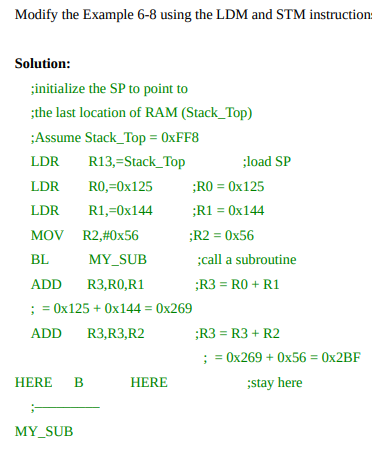 Modify the Example 6-8 using the LDM and STM instructions
Solution:
;initialize the SP to point to
;the last location of RAM (Stack_Top)
;Assume Stack_Top = 0xFF8
LDR R13,=Stack_Top ;load SP
LDR R0,=0x125 ;R0 = 0x125
LDR R1,=0x144 ;R1 = 0x144
MOV R2,#0x56 ;R2 = 0x56
BL MY_SUB ;call a subroutine
ADD R3,R0,R1 ;R3 = R0 + R1
; = 0x125 + 0x144 = 0x269
ADD R3,R3,R2 ;R3 = R3 + R2
; = 0x269 + 0x56 = 0x2BF
HERE B HERE ;stay here
;————
MY_SUB